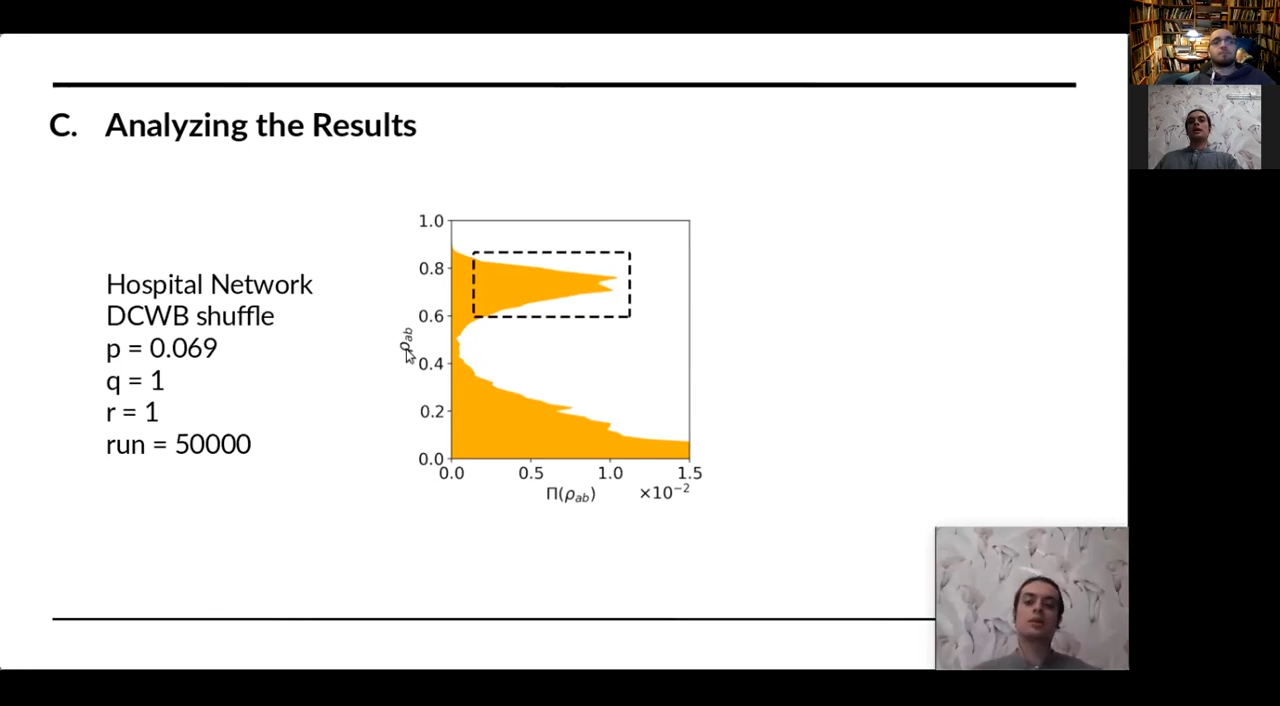 C. Analyzing the Results
Hospital Network
DCWB shuffle
p = 0.069
q = 1
r = 1
run = 50000
1.0
0.8
0.6
0.4
0.2
0.0
ρab
0.0 0.5 1.0 1.5
Π(ρab) ×10−2